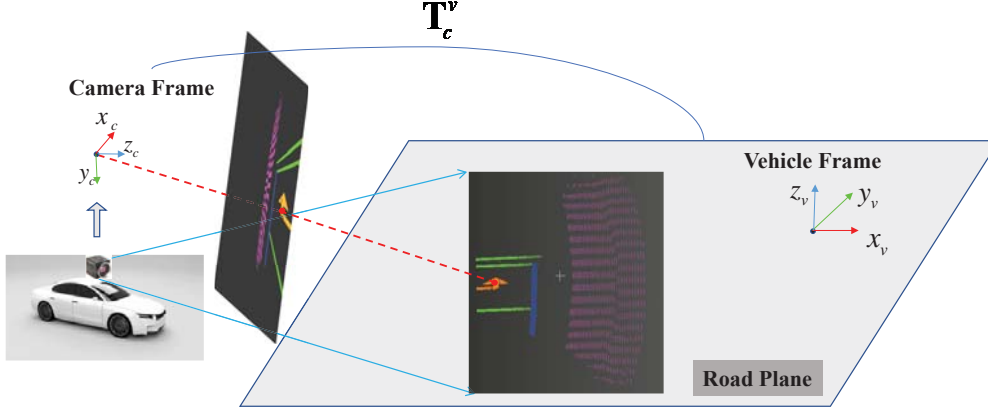 T_c^v
Camera Frame
x_c
z_c
y_c
Vehicle Frame
z_v
y_v
x_v
Road Plane